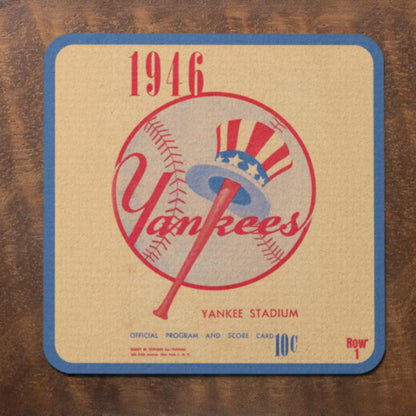 1946
Yankees
YANKEE STADIUM
OFFICIAL PROGRAM AND SCORE CARD 10¢
Row
1